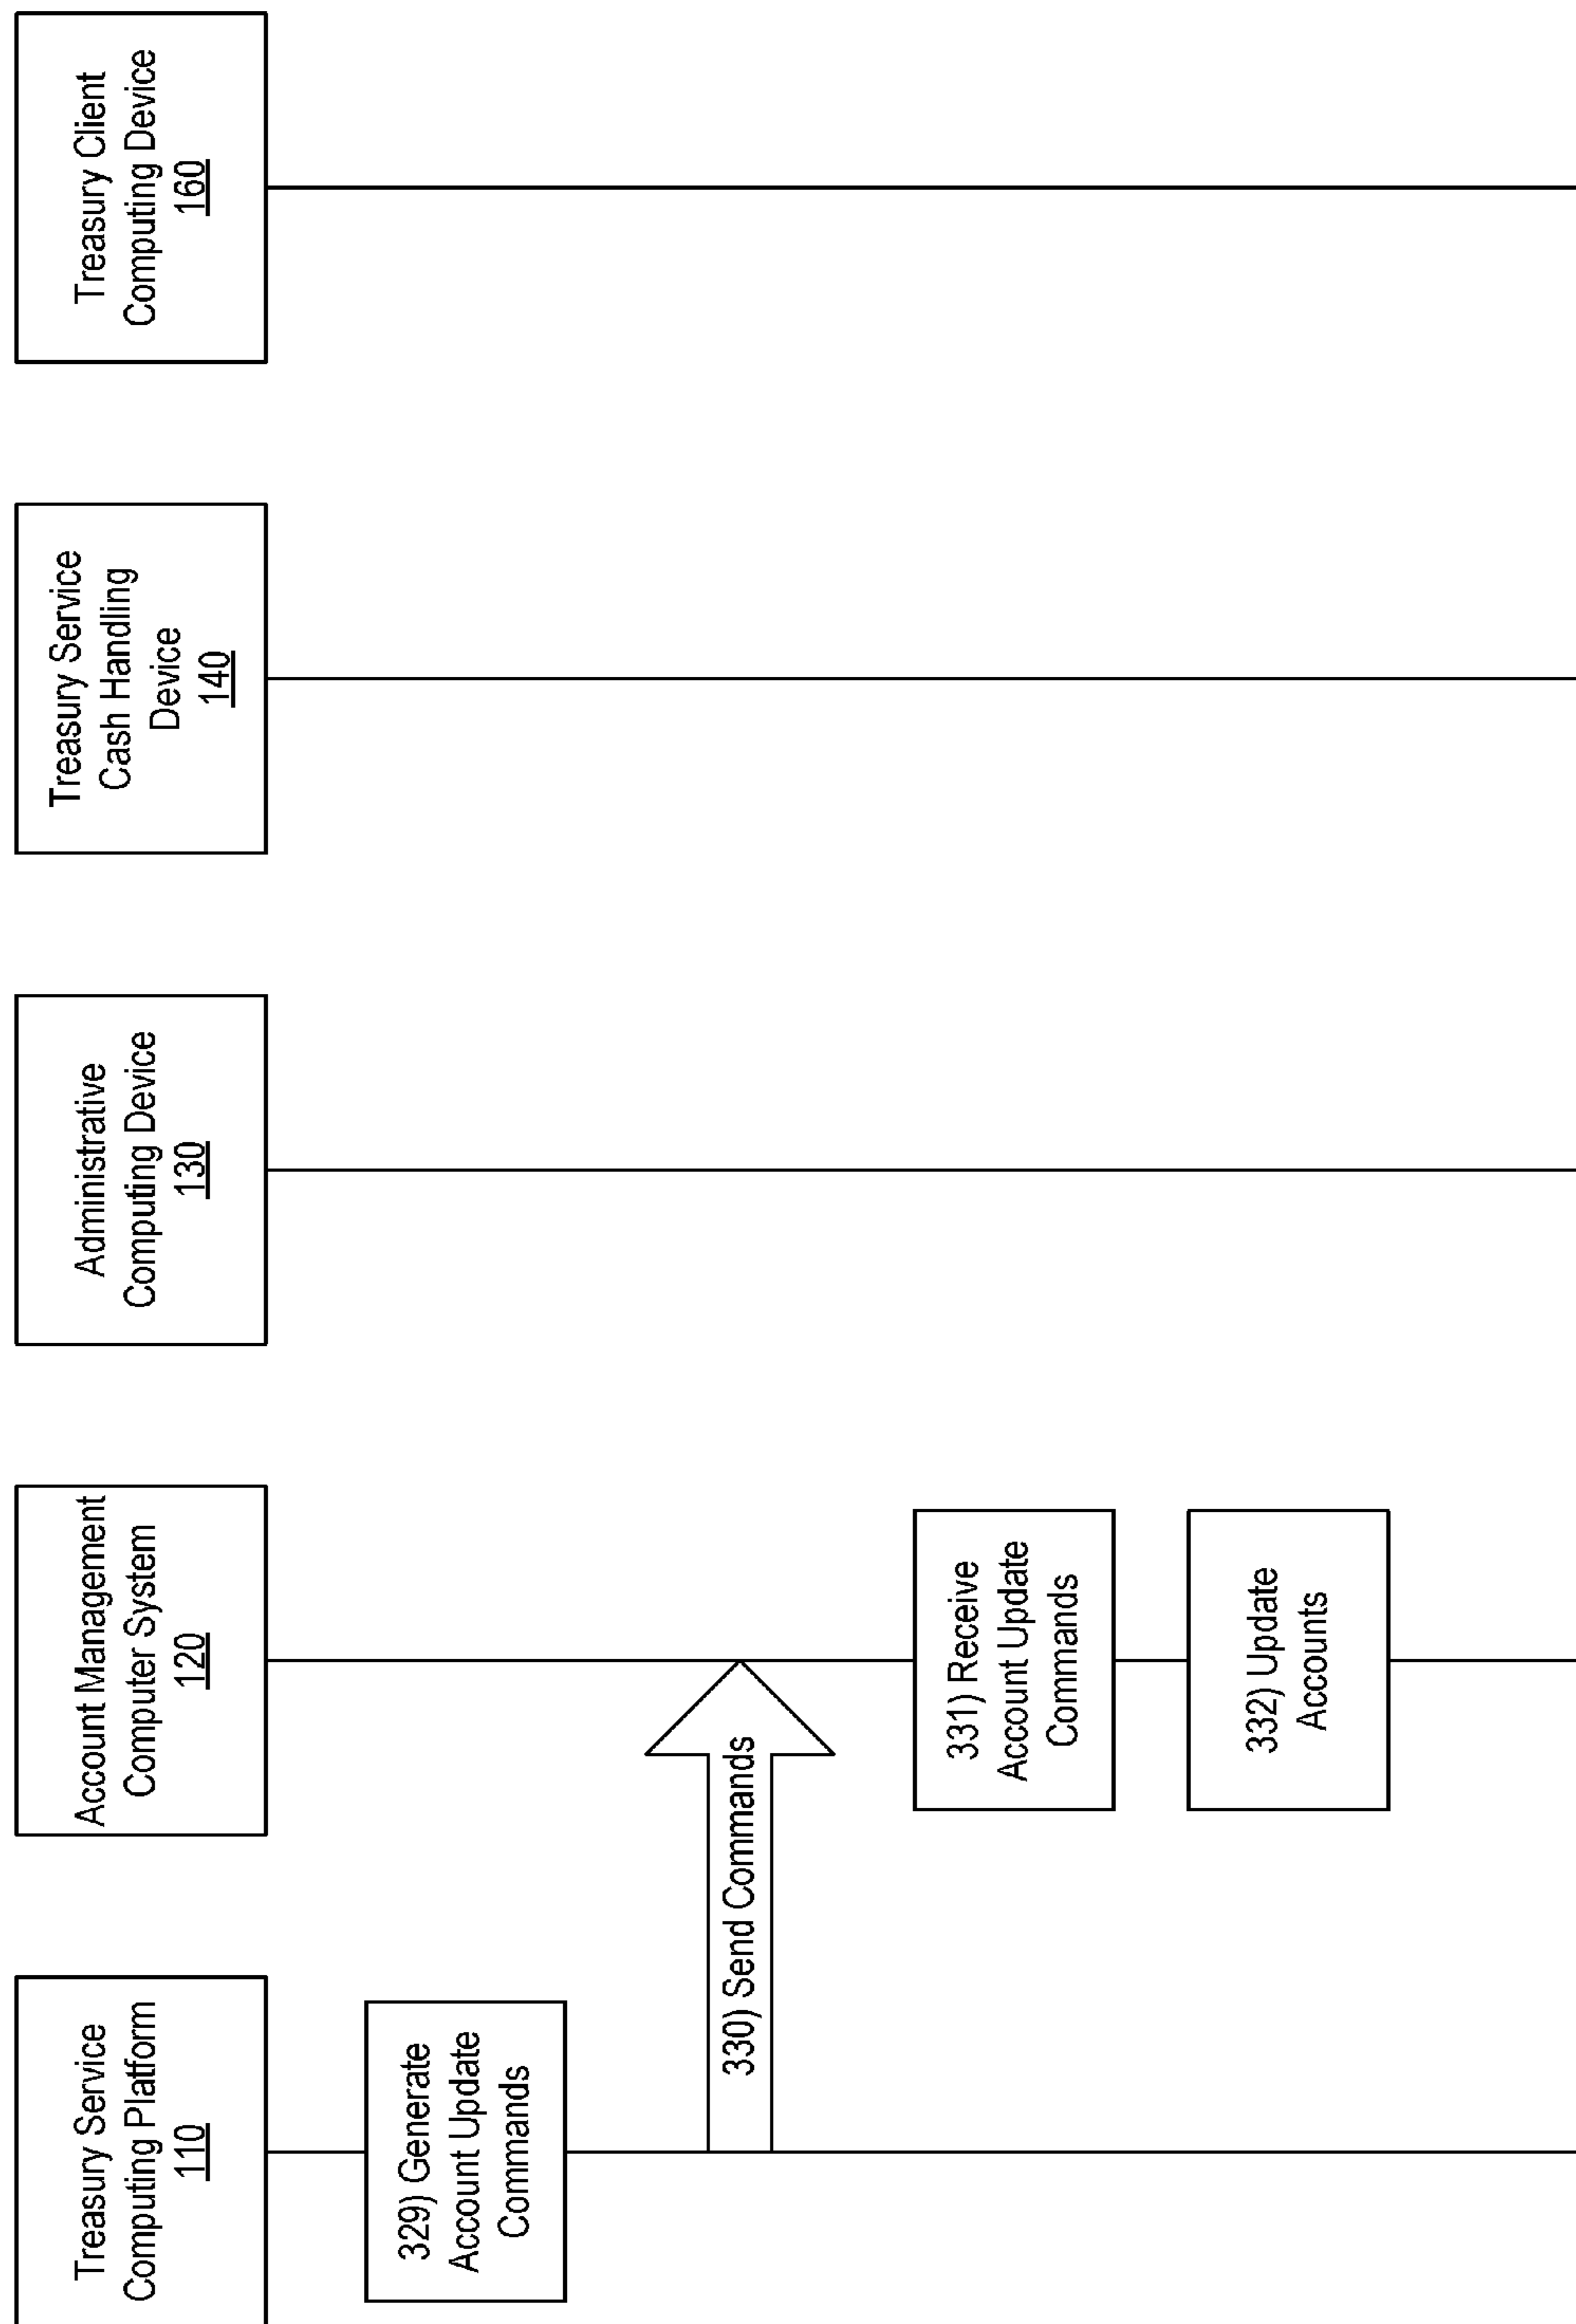 Treasury Service
Computing Platform
110
Account Management
Computer System
120
Administrative
Computing Device
130
Treasury Service
Cash Handling
Device
140
Treasury Client
Computing Device
160
329) Generate
Account Update
Commands
330) Send Commands
331) Receive
Account Update
Commands
332) Update
Accounts